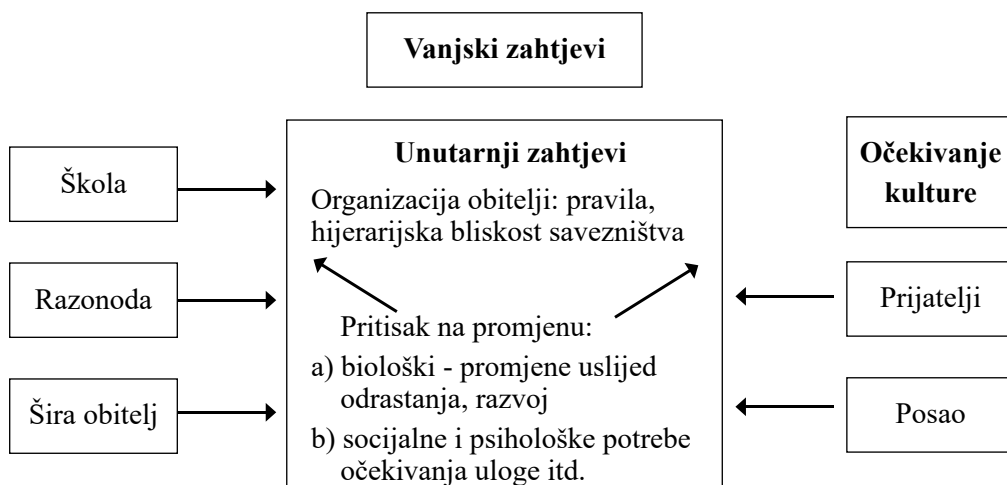 Vanjski zahtjevi
Škola
Razonoda
Šira obitelj
Unutarnji zahtjevi
Organizacija obitelji: pravila,
hijerarijska bliskost savezništva
Pritisak na promjenu:
a) biološki - promjene uslijed
odrastanja, razvoj
b) socijalne i psihološke potrebe
očekivanja uloge itd.
Očekivanje
kulture
Prijatelji
Posao